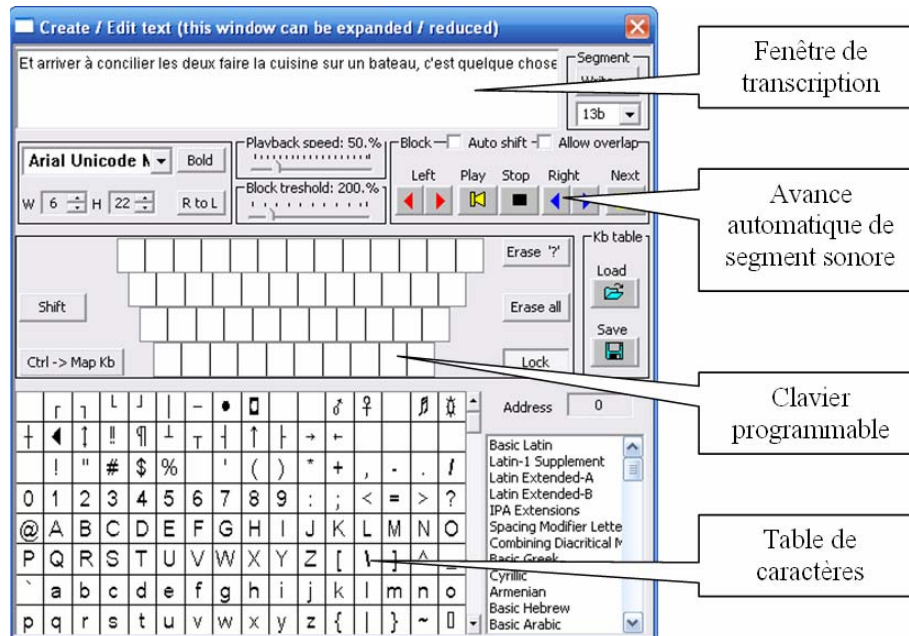 Create / Edit text (this window can be expanded / reduced)
Et arriver à concilier les deux faire la cuisine sur un bateau, c'est quelque chose
Segment
13b
Fenêtre de
transcription
Arial Unicode
Bold
W 6 H 22
R to L
Playback speed: 50.%
Block treshold: 200.%
Block
Auto shift
Allow overlap
Left Play Stop Right Next
Avance
automatique de
segment sonore
Shift
Ctrl -> Map Kb
Erase '?'
Erase all
Lock
Kb table
Load
Save
Clavier
programmable
Address 0
! " # $ % ' ( ) * + , - . /
0 1 2 3 4 5 6 7 8 9 : ; < = > ?
@ A B C D E F G H I J K L M N O
P Q R S T U V W X Y Z [ \ ] ^ _
` a b c d e f g h i j k l m n o
p q r s t u v w x y z { | } ~
Basic Latin
Latin-1 Supplement
Latin Extended-A
Latin Extended-B
IPA Extensions
Spacing Modifier Lette
Combining Diacritical M
Basic Greek
Cyrillic
Armenian
Basic Hebrew
Basic Arabic
Table de
caractères